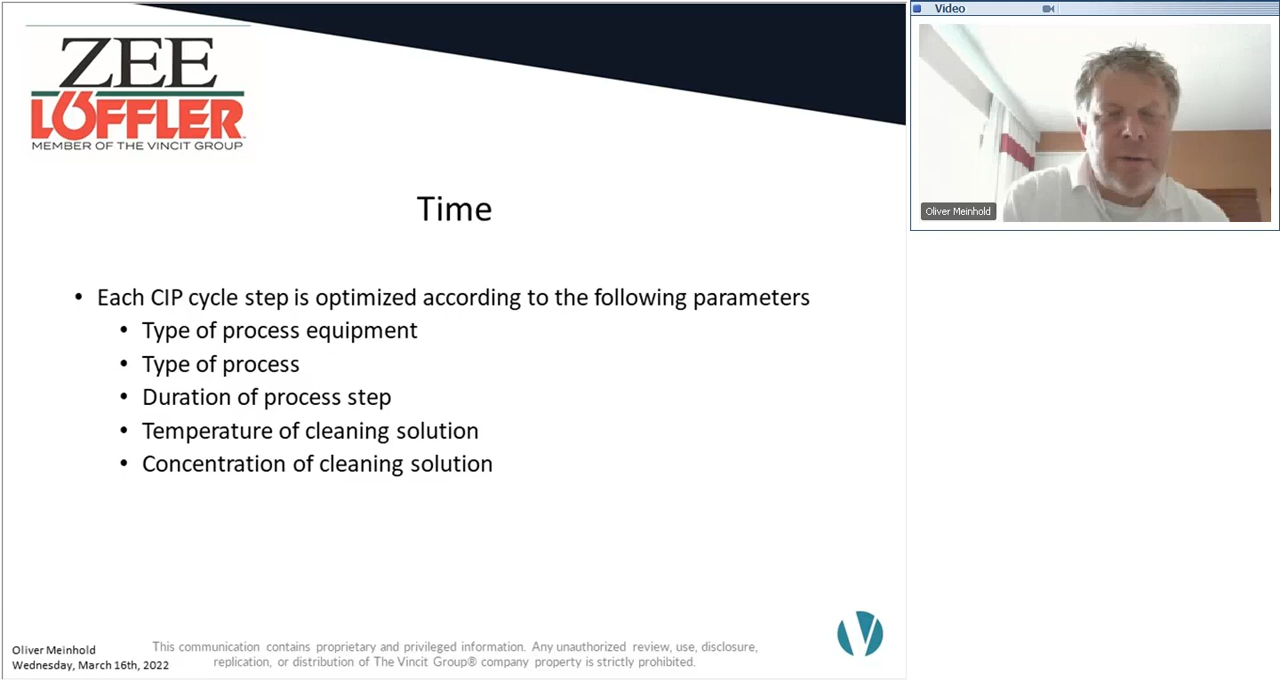 ZEE
LÖFFLER
MEMBER OF THE VINCIT GROUP
Time
• Each CIP cycle step is optimized according to the following parameters
• Type of process equipment
• Type of process
• Duration of process step
• Temperature of cleaning solution
• Concentration of cleaning solution
Oliver Meinhold
Wednesday, March 16th, 2022
This communication contains proprietary and privileged information. Any unauthorized review, use, disclosure,
replication, or distribution of The Vincit Group® company property is strictly prohibited.
Video
Oliver Meinhold